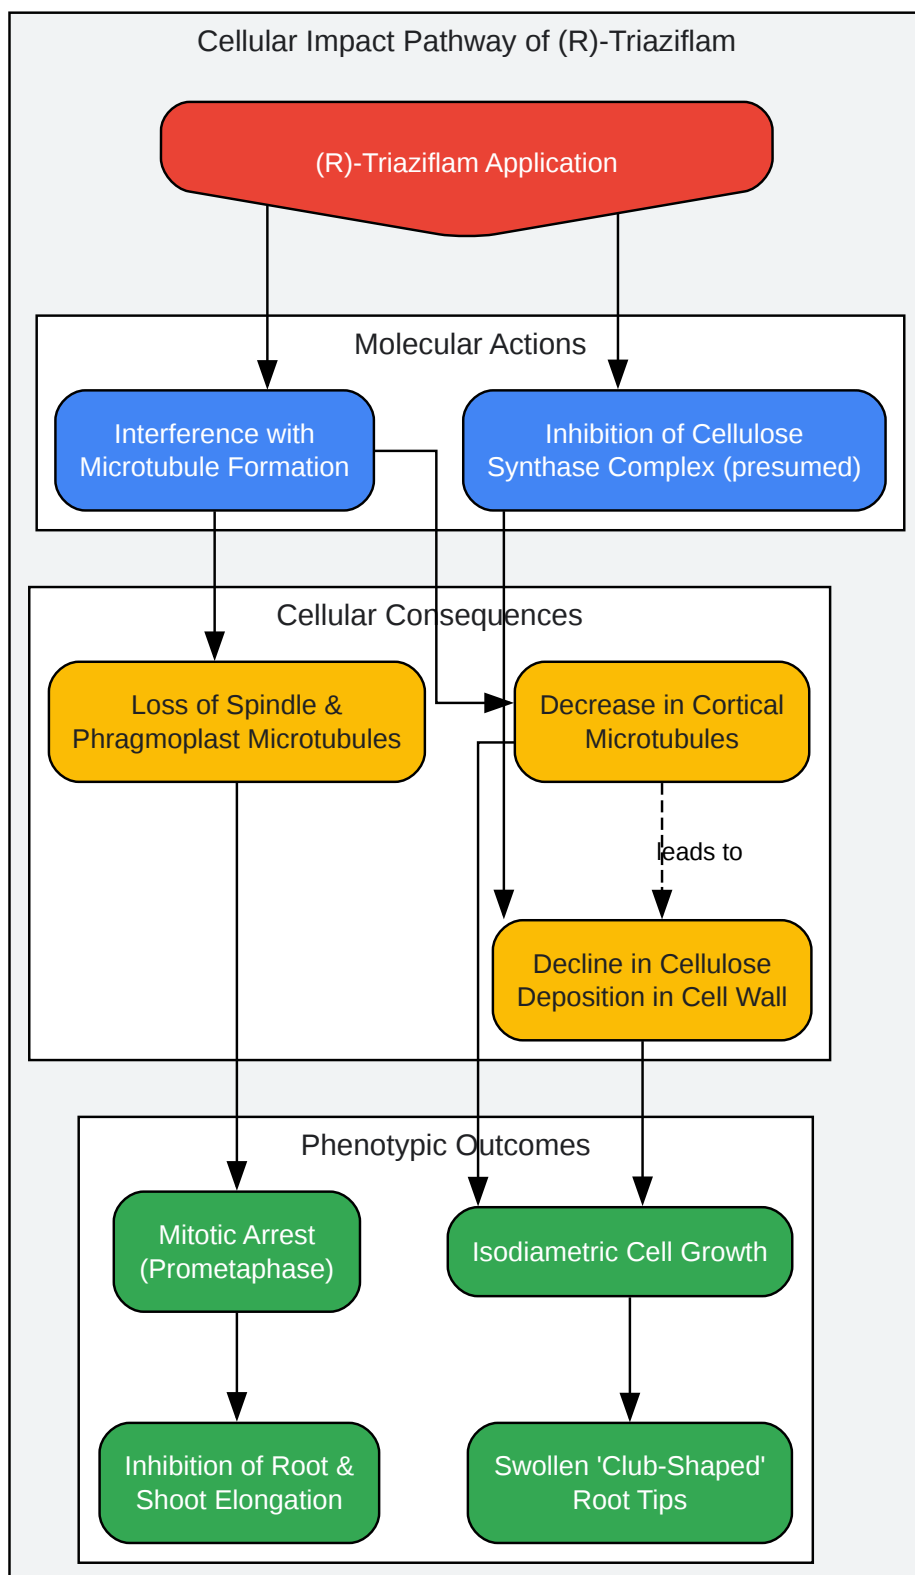 Cellular Impact Pathway of (R)-Triaziflam
(R)-Triaziflam Application
Molecular Actions
Interference with
Microtubule Formation
Inhibition of Cellulose
Synthase Complex (presumed)
Cellular Consequences
Loss of Spindle &
Phragmoplast Microtubules
Decrease in Cortical
Microtubules
leads to
Decline in Cellulose
Deposition in Cell Wall
Phenotypic Outcomes
Mitotic Arrest
(Prometaphase)
Isodiametric Cell Growth
Inhibition of Root &
Shoot Elongation
Swollen 'Club-Shaped'
Root Tips